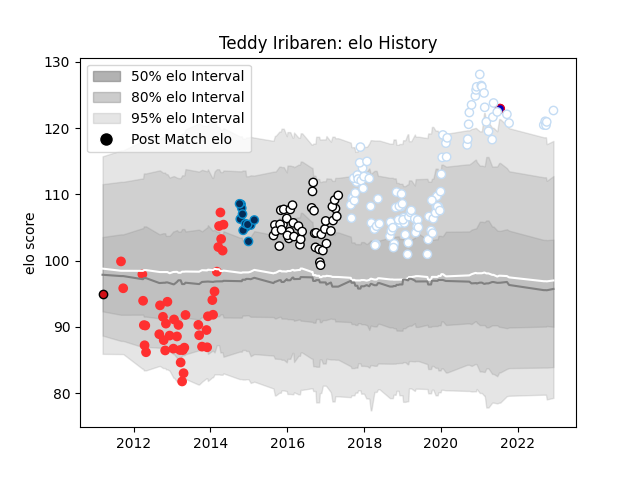 Teddy Iribaren: elo History
130
120
110
100
90
80
elo score
50% elo Interval
80% elo Interval
95% elo Interval
Post Match elo
2012
2014
2016
2018
2020
2022